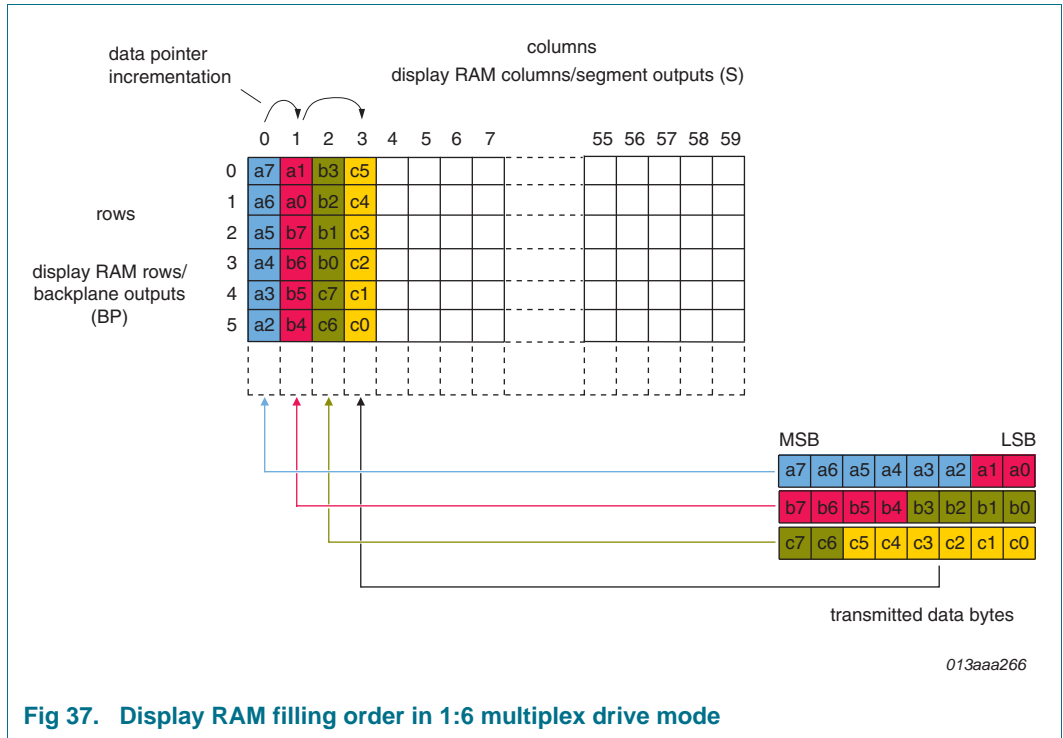 columns
data pointer
incrementation
display RAM columns/segment outputs (S)
0 1 2 3 4 5 6 7 55 56 57 58 59
0 a7 a1 b3 c5
1 a6 a0 b2 c4
rows
2 a5 b7 b1 c3
3 a4 b6 b0 c2
display RAM rows/
backplane outputs
(BP)
4 a3 b5 c7 c1
5 a2 b4 c6 c0
MSB LSB
a7 a6 a5 a4 a3 a2 a1 a0
b7 b6 b5 b4 b3 b2 b1 b0
c7 c6 c5 c4 c3 c2 c1 c0
transmitted data bytes
013aaa266
Fig 37. Display RAM filling order in 1:6 multiplex drive mode